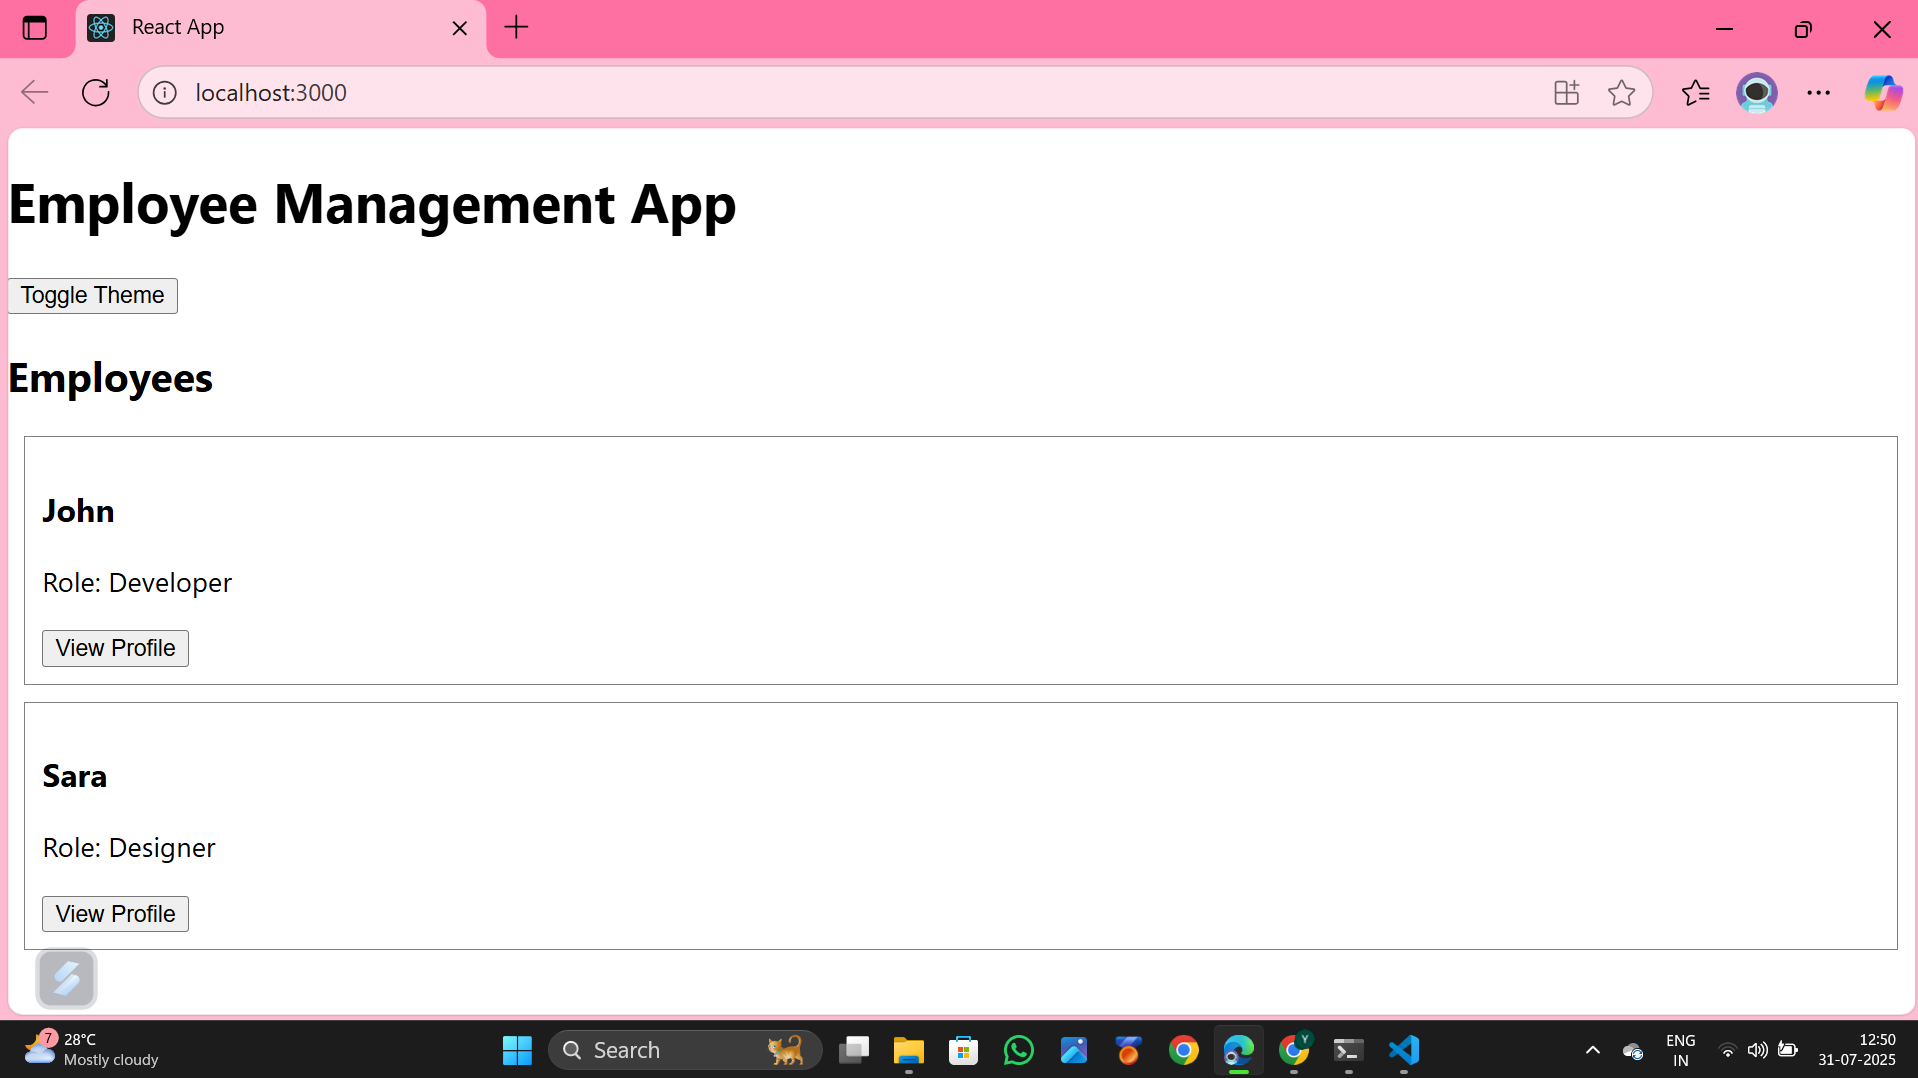 React App
localhost:3000
Employee Management App
Toggle Theme
Employees
John
Role: Developer
View Profile
Sara
Role: Designer
View Profile
7
28°C
Mostly cloudy
Search
Y
ENG
IN
12:50
31-07-2025